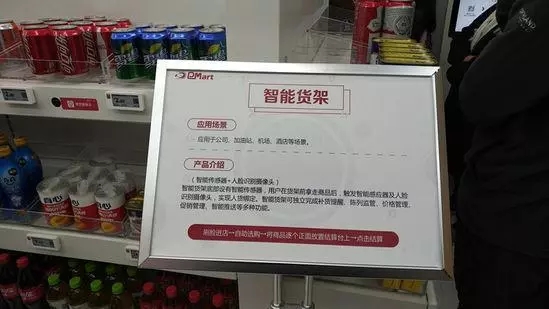 DMart
智能货架
应用场景
应用于公司、加油站、机场、酒店等场景。
产品介绍
（智能传感器+人脸识别摄像头）
智能货架底部设有智能传感器，用户在货架前拿走商品后，触发智能感应器及人脸
识别摄像头，实现人货绑定。智能货架可独立完成补货提醒、陈列监管、价格管理、
促销管理、智能推送等多种功能。
刷脸进店→自助选购→将商品逐个正面放置结算台上→点击结算